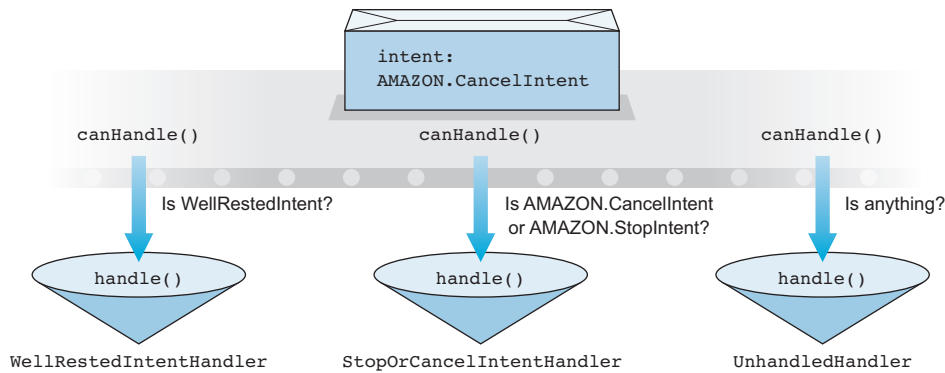 intent:
AMAZON.CancelIntent
canHandle()
canHandle()
canHandle()
Is WellRestedIntent?
Is AMAZON.CancelIntent
or AMAZON.StopIntent?
Is anything?
handle()
handle()
handle()
WellRestedIntentHandler
StopOrCancelIntentHandler
UnhandledHandler